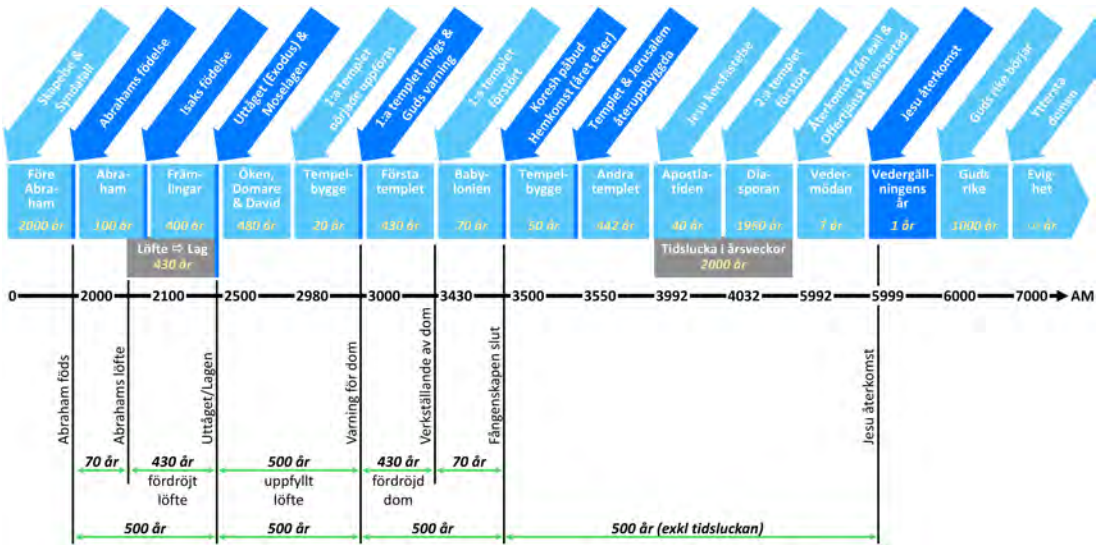 Skapelse &
Syndafall
Abrahams födelse
Isaks födelse
Uttåget (Exodus) &
Moselagen
1:a templet
började uppföras
1:a templet invigs &
Guds varning
1:a templet
förstört
Koresh påbud
Hemkomst (året efter)
Templet & Jerusalem
återuppbyggda
Jesu korsfästelse
2:a templet
förstört
Återkomst från exil &
Offertjänst återstertad
Jesu återkomst
Guds rike börjar
Yttersta
domen
Före
Abra-
ham
2000 år
Abra-
ham
100 år
Främ-
lingar
400 år
Öken,
Domare
& David
480 år
Tempel-
bygge
20 år
Första
templet
430 år
Baby-
lonien
70 år
Tempel-
bygge
50 år
Andra
templet
442 år
Apostla-
tiden
40 år
Dia-
sporan
1960 år
Veder-
mödan
7 år
Vedergäll-
ningens
år
1 år
Guds
rike
1000 år
Evig-
het
∞ år
Löfte ⇨ Lag
430 år
Tidslucka i årsveckor
2000 år
0 2000 2100 2500 2980 3000 3430 3500 3550 3992 4032 5992 5999 6000 7000 AM
Abraham föds
Abrahams löfte
Uttåget/Lagen
Varning för dom
Verkställande av dom
Fångenskapen slut
Jesu återkomst
70 år 430 år 500 år 430 år 70 år
fördröjt
löfte
uppfyllt
löfte
fördröjd
dom
500 år 500 år 500 år 500 år (exkl tidsluckan)